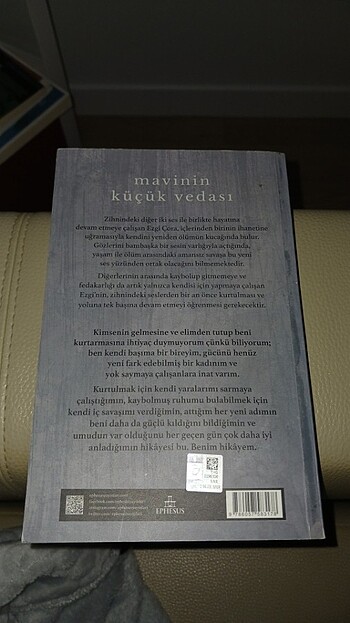 mavinin
küçük vedası
Zihnindeki diğer iki ses ile birlikte hayatına
devam etmeye çalışan Ezgi Çora, içlerinden birinin ihanetine
uğramasıyla kendini yeniden ölümün kucağında bulur.
Gözlerini bambaşka bir sesin varlığıyla açtığında,
yaşam ile ölüm arasındaki amansız savaşa bu yeni
ses yüzünden ortak olacağını bilmemektedir.
Diğerlerinin arasında kaybolup gitmemeye ve
fedakarlığı da artık yalnızca kendisi için yapmaya çalışan
Ezgi'nin, zihnindeki seslerden bir an önce kurtulması ve
yoluna tek başına devam etmeyi öğrenmesi gerekecektir.
Kimsenin gelmesine ve elimden tutup beni
kurtarmasına ihtiyaç duymuyorum çünkü biliyorum;
ben kendi başıma bir bireyim, gücünü henüz
yeni fark edebilmiş bir kadınım ve
yok saymaya çalışanlara inat varım.
Kurtulmak için kendi yaralarımı sarmaya
çalıştığımın, kaybolmuş ruhumu bulabilmek için
kendi iç savaşımı verdiğimin, attığım her yeni adımın
beni daha da güçlü kaldığını bildiğimin ve
umudun var olduğunu her geçen gün çok daha iyi
anladığımın hikâyesi bu. Benim hikâyem.
EPHESUS